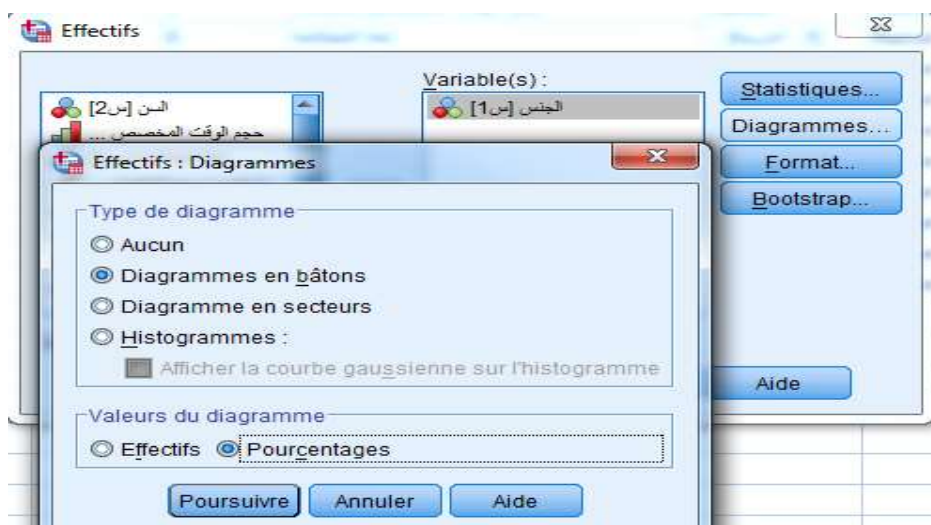 Effectifs
Variable(s) :
السن [س2]
حجم الوقت المخصص ...
الجنس [س1]
Statistiques...
Diagrammes...
Format...
Bootstrap...
Aide
Effectifs : Diagrammes
Type de diagramme
Aucun
Diagrammes en bâtons
Diagramme en secteurs
Histogrammes :
Afficher la courbe gaussienne sur l'histogramme
Valeurs du diagramme
Effectifs Pourcentages
Poursuivre Annuler Aide